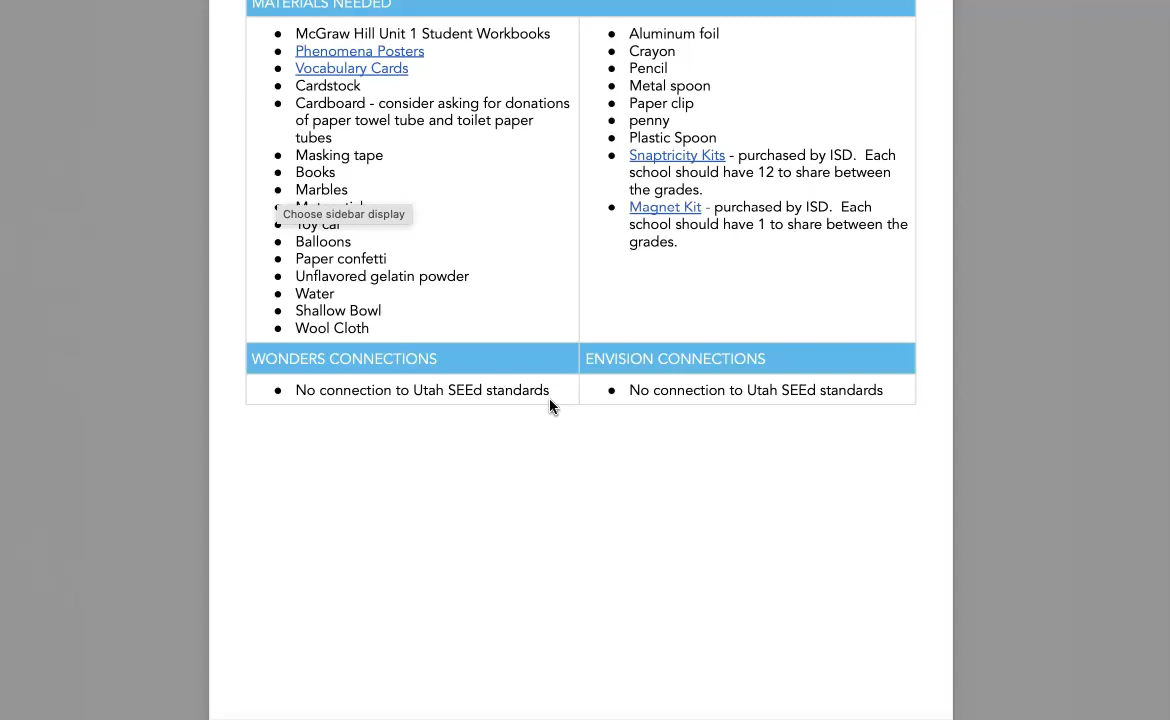 MATERIALS NEEDED
McGraw Hill Unit 1 Student Workbooks
Phenomena Posters
Vocabulary Cards
Cardstock
Cardboard - consider asking for donations
of paper towel tube and toilet paper
tubes
Masking tape
Books
Marbles
Choose sidebar display
Toy car
Balloons
Paper confetti
Unflavored gelatin powder
Water
Shallow Bowl
Wool Cloth
Aluminum foil
Crayon
Pencil
Metal spoon
Paper clip
penny
Plastic Spoon
Snaptricity Kits - purchased by ISD.  Each
school should have 12 to share between
the grades.
Magnet Kit - purchased by ISD.  Each
school should have 1 to share between the
grades.
WONDERS CONNECTIONS
No connection to Utah SEEd standards
ENVISION CONNECTIONS
No connection to Utah SEEd standards